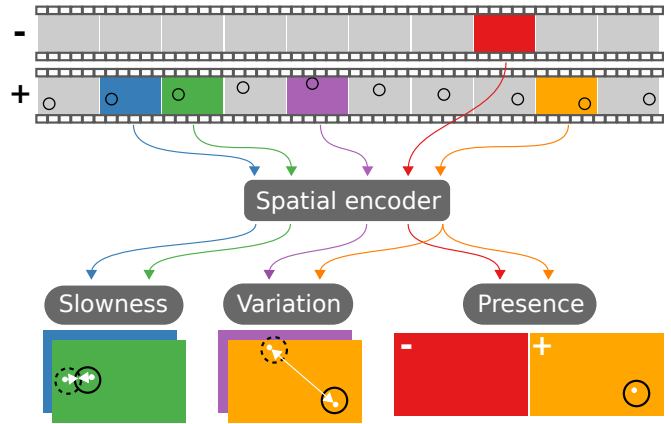 -
+
Spatial encoder
Slowness
Variation
Presence
-
+